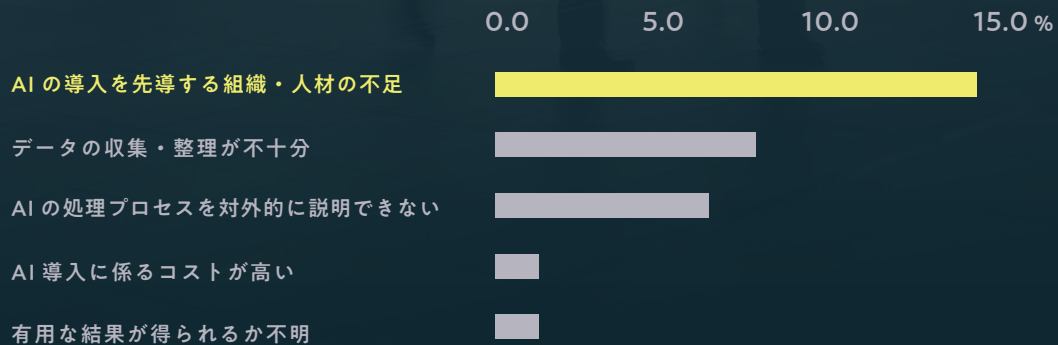 0.0 5.0 10.0 15.0 %
AI の導入を先導する組織・人材の不足
データの収集・整理が不十分
AI の処理プロセスを対外的に説明できない
AI 導入に係るコストが高い
有用な結果が得られるか不明